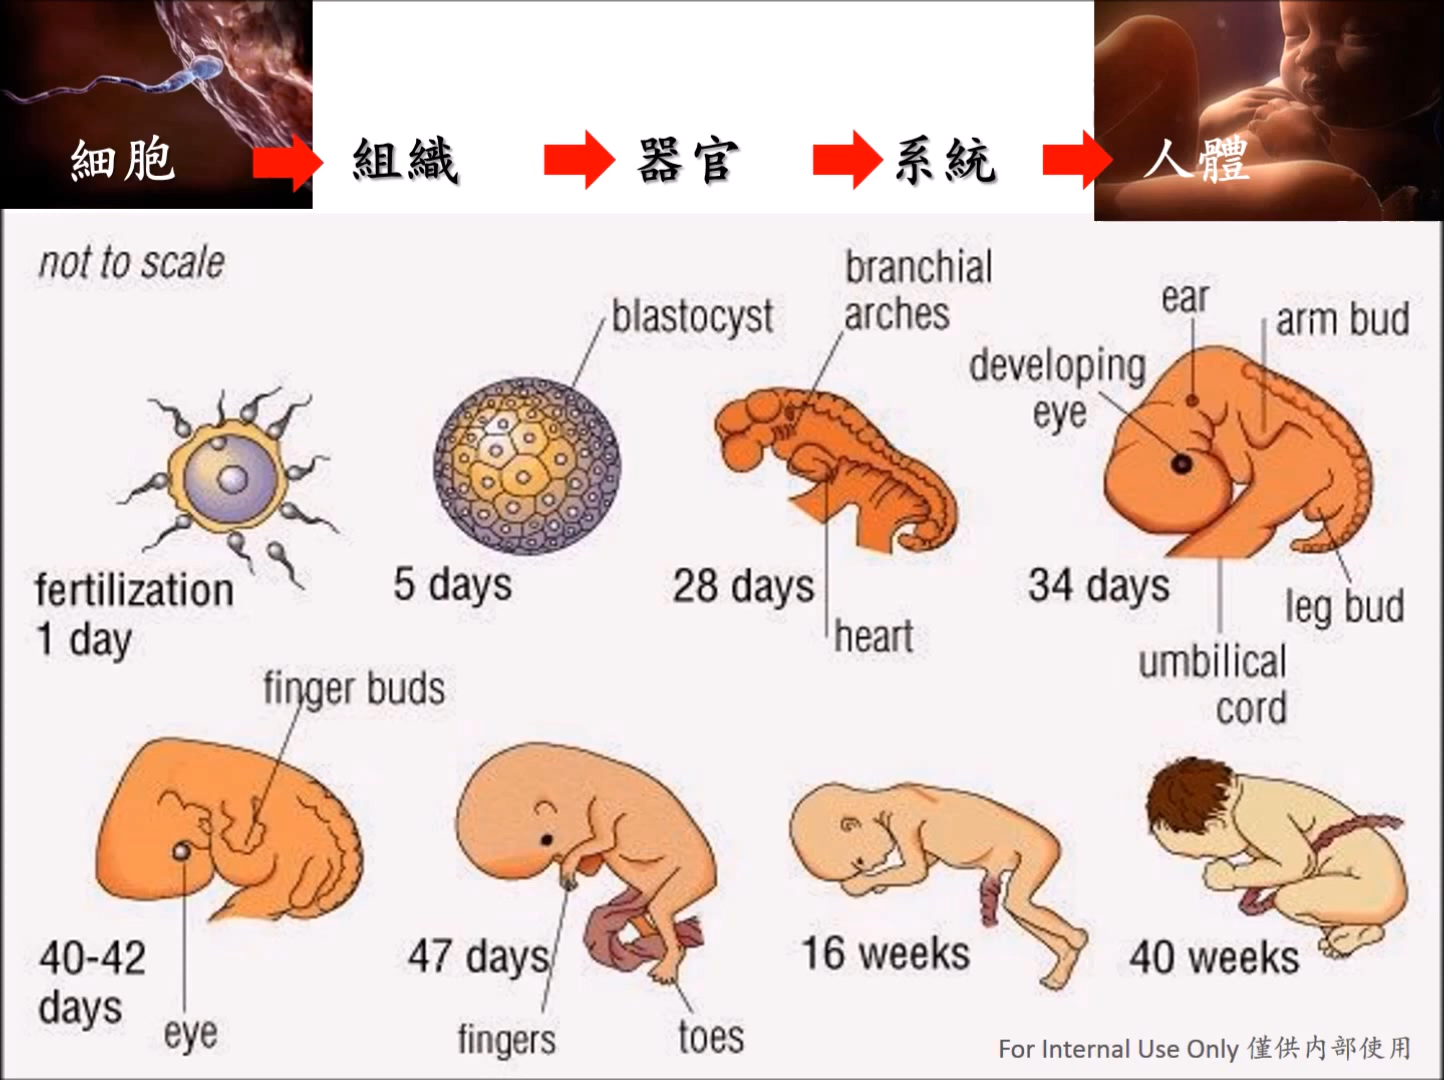 細胞
組織
器官
系統
人體
not to scale
blastocyst
branchial
arches
developing
eye
ear
arm bud
fertilization
1 day
5 days
28 days
heart
34 days
leg bud
umbilical
cord
finger buds
40-42
days
eye
47 days
fingers
toes
16 weeks
40 weeks
For Internal Use Only 僅供內部使用